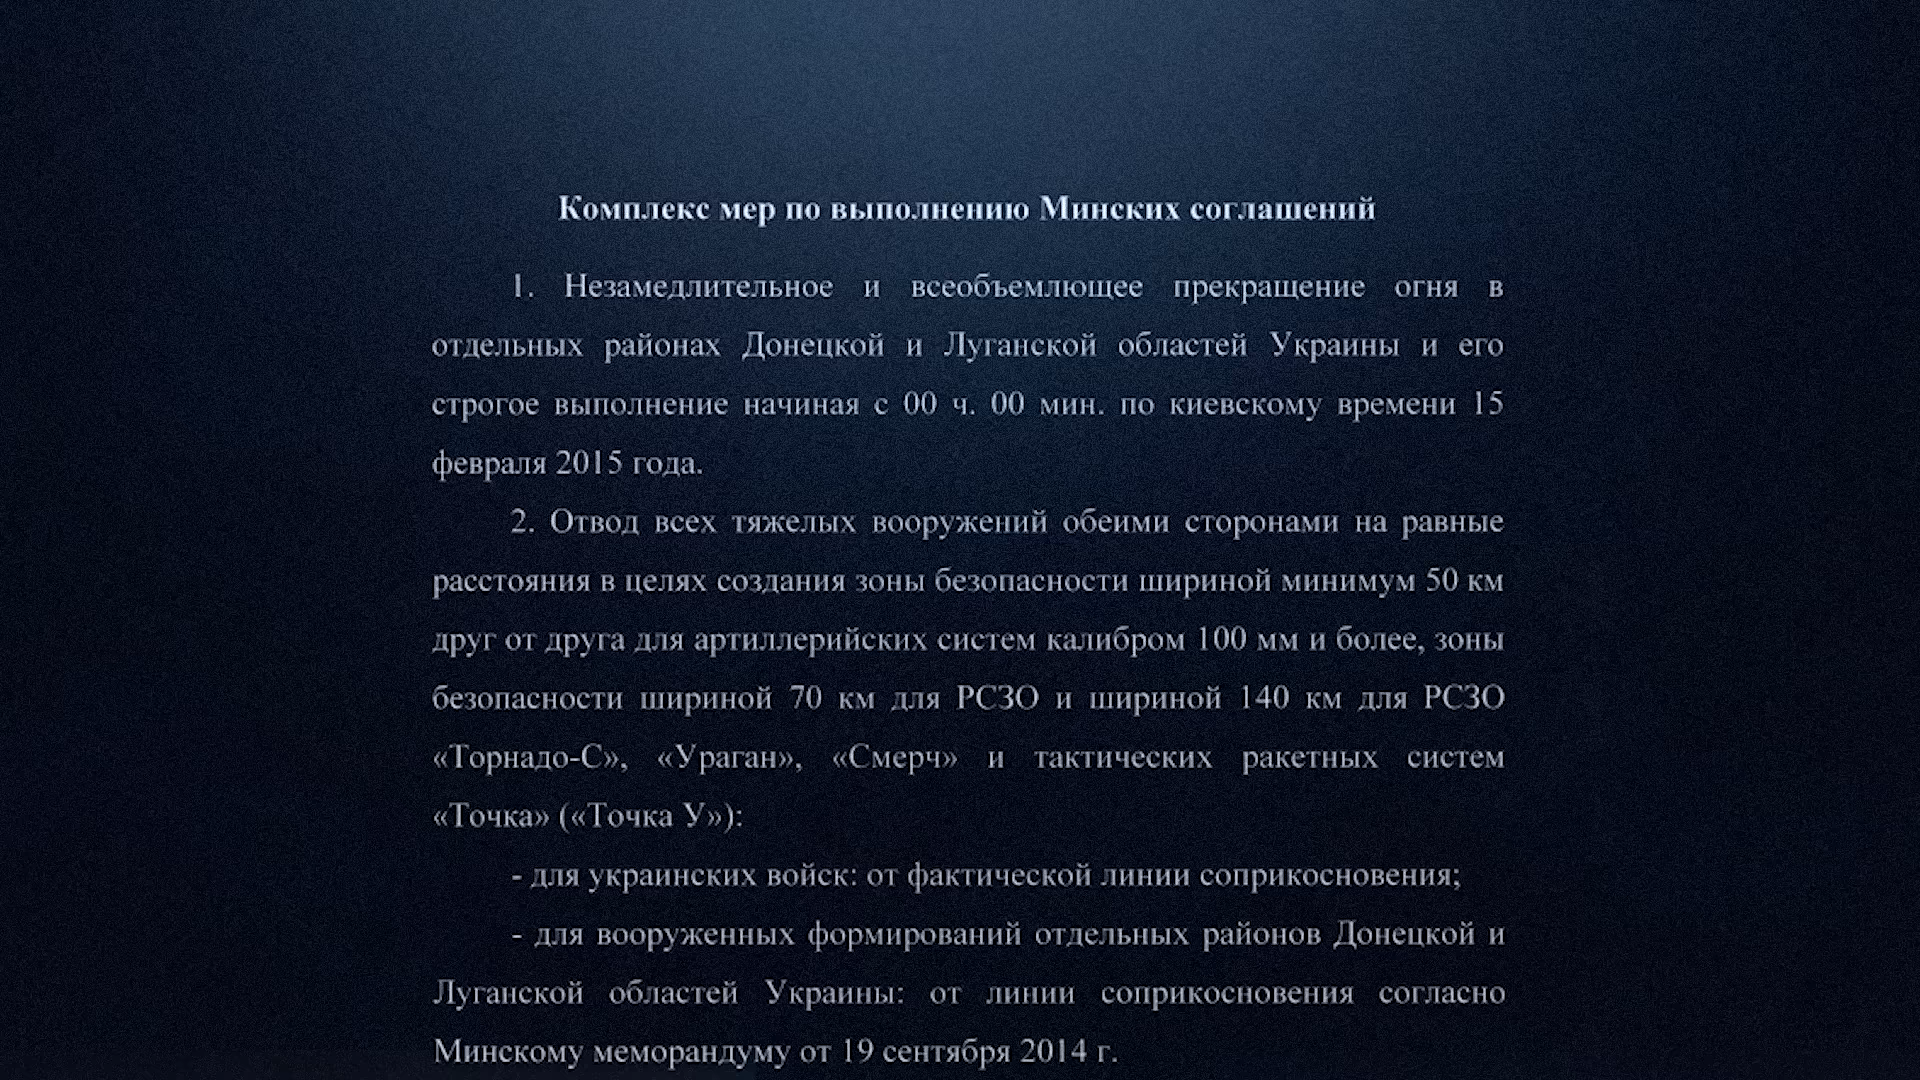 Комплекс мер по выполнению Минских соглашений
1. Незамедлительное и всеобъемлющее прекращение огня в
отдельных районах Донецкой и Луганской областей Украины и его
строгое выполнение начиная с 00 ч. 00 мин. по киевскому времени 15
февраля 2015 года.
2. Отвод всех тяжелых вооружений обеими сторонами на равные
расстояния в целях создания зоны безопасности шириной минимум 50 км
друг от друга для артиллерийских систем калибром 100 мм и более, зоны
безопасности шириной 70 км для РСЗО и шириной 140 км для РСЗО
«Торнадо-С», «Ураган», «Смерч» и тактических ракетных систем
«Точка» («Точка У»):
- для украинских войск: от фактической линии соприкосновения;
- для вооруженных формирований отдельных районов Донецкой и
Луганской областей Украины: от линии соприкосновения согласно
Минскому меморандуму от 19 сентября 2014 г.